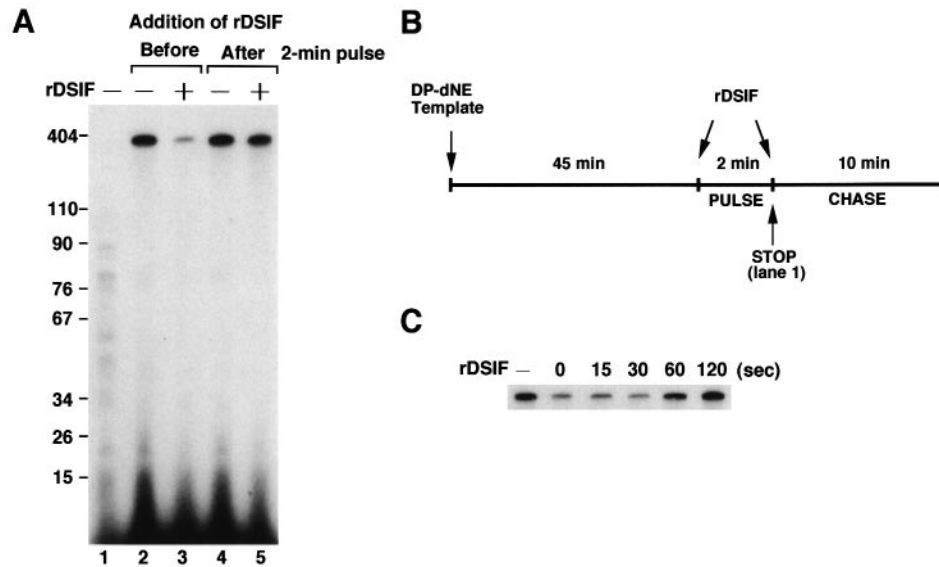 A
Addition of rDSIF
Before After 2-min pulse
rDSIF — — + — +
404
110
90
76
67
34
26
15
1 2 3 4 5
B
DP-dNE
Template
rDSIF
45 min 2 min 10 min
PULSE CHASE
STOP
(lane 1)
C
rDSIF — 0 15 30 60 120 (sec)